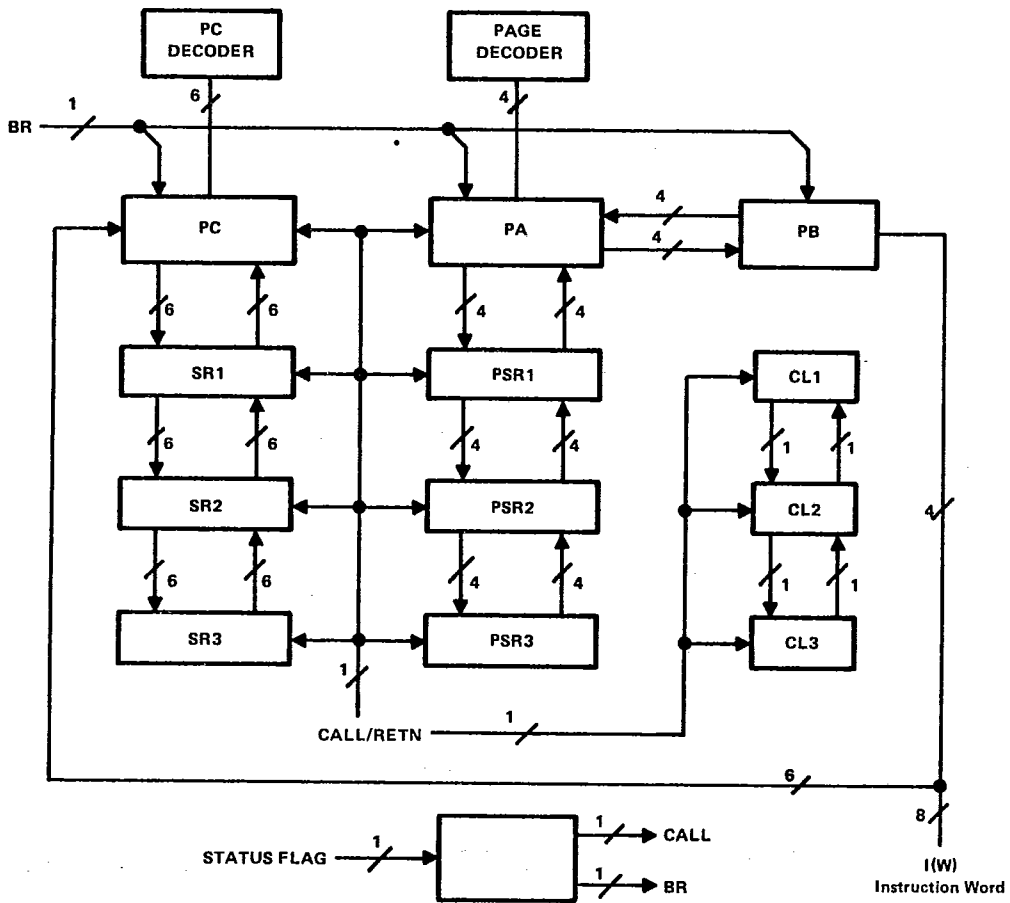 PC
DECODER
PAGE
DECODER
6
4
1
BR
4
PC
PA
PB
4
6
6
4
4
SR1
PSR1
CL1
6
6
4
4
1
1
SR2
PSR2
CL2
4
6
6
4
4
1
1
SR3
PSR3
CL3
1
CALL/RETN
1
6
8
1
CALL
STATUS FLAG
1
1
BR
I(W)
Instruction Word